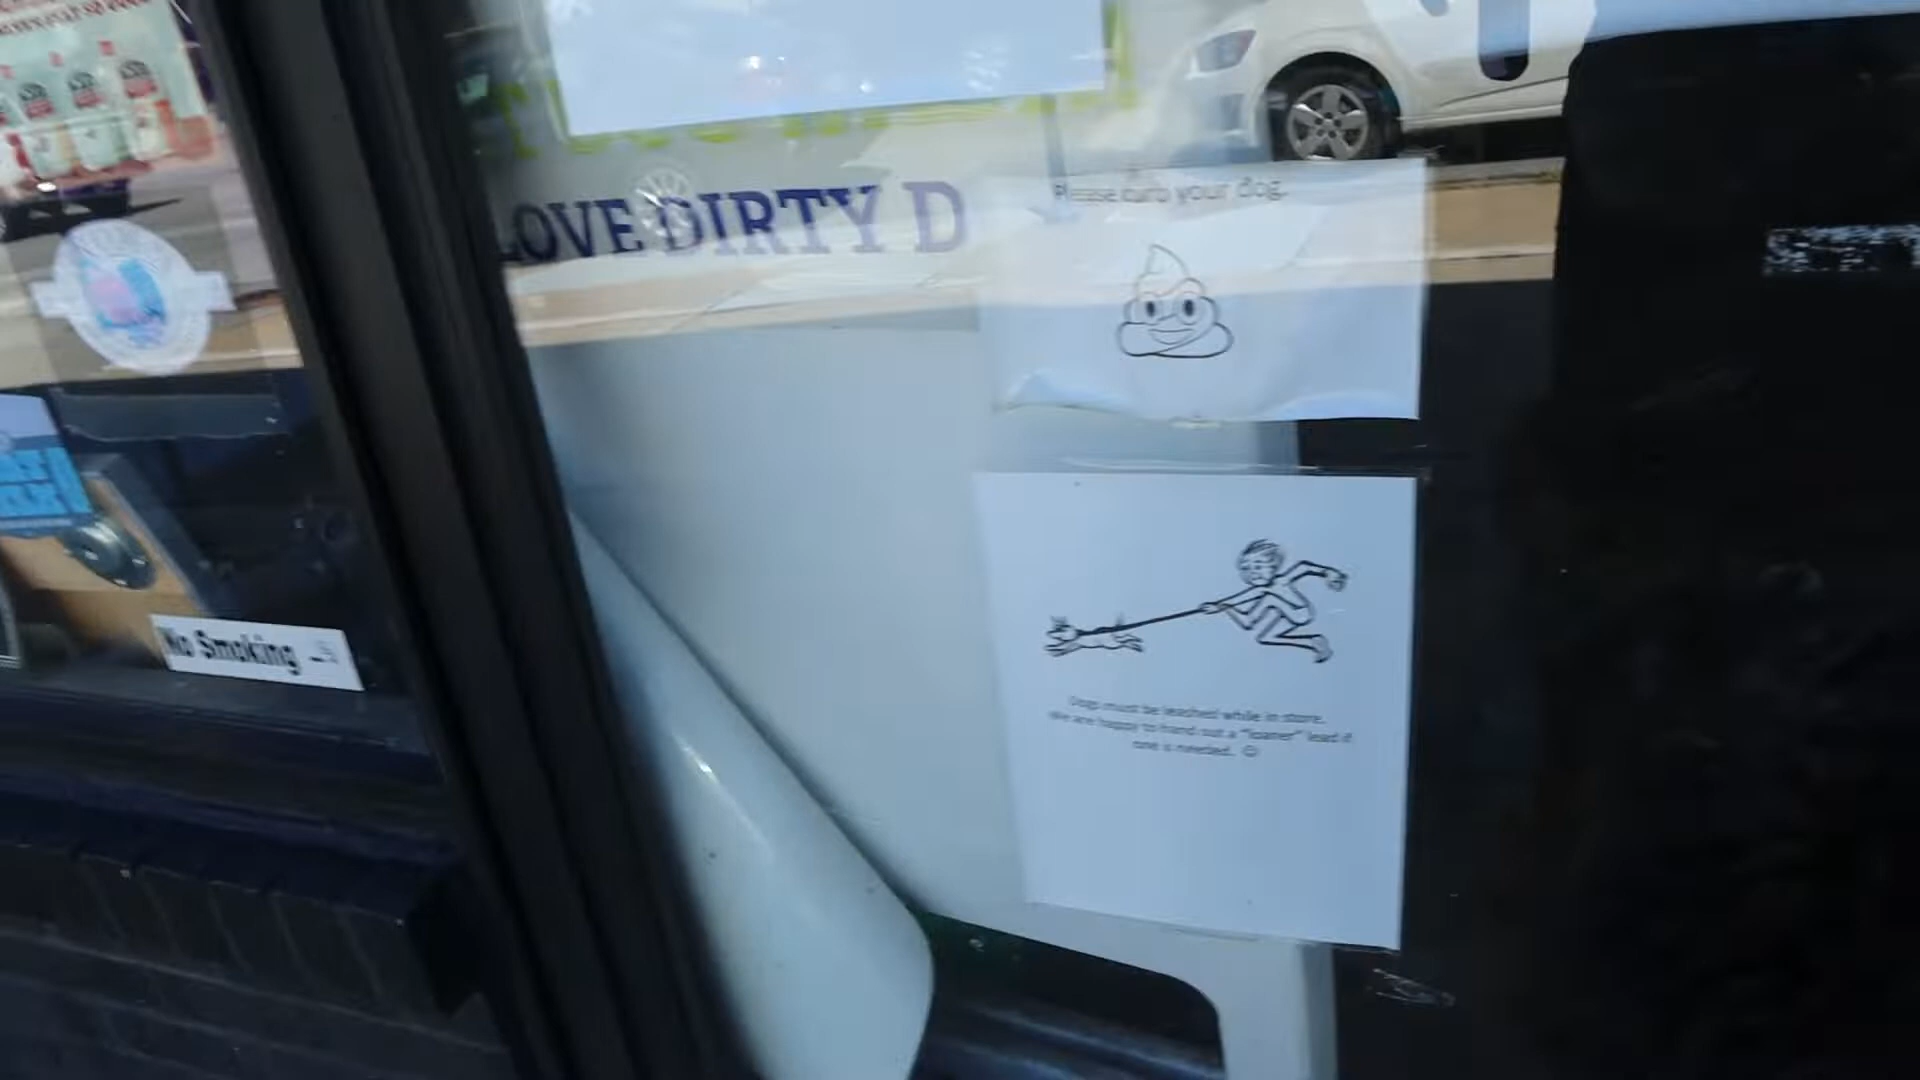 LOVE DIRTY D
Please curb your dog.
No Smoking
Dogs must be leashed while in store.
We are happy to hand out a "loaner" lead if
one is needed. ☺